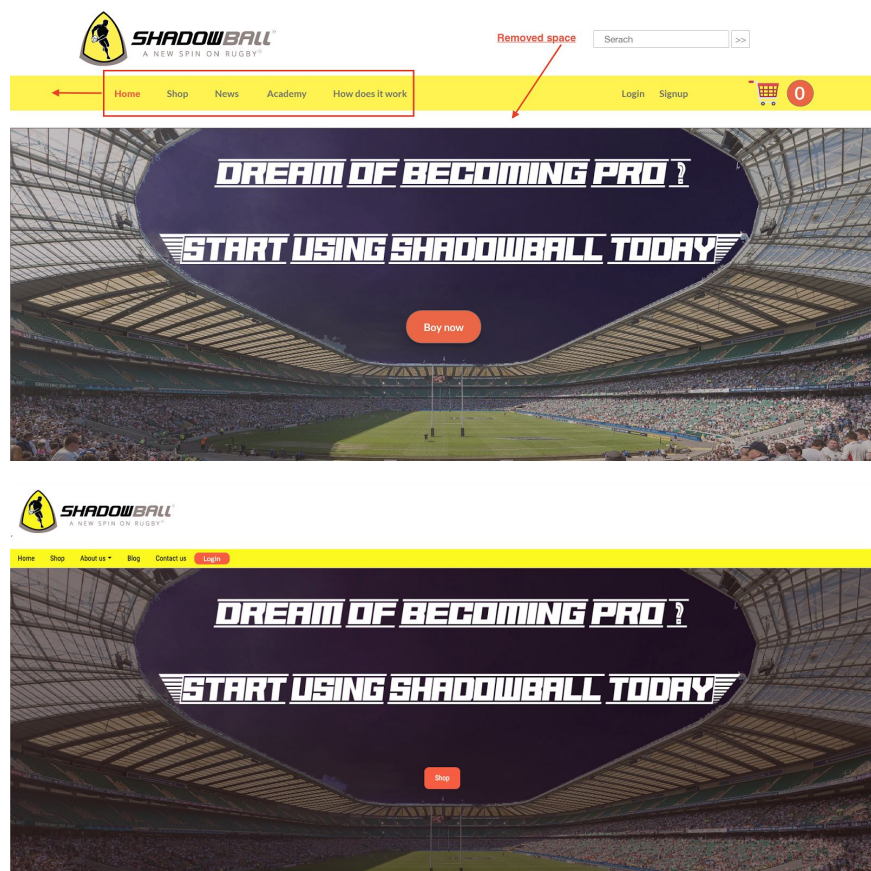 SHADOWBALL®
A NEW SPIN ON RUGBY®
Removed space
Serach >>
Home Shop News Academy How does it work Login Signup 0
DREAM OF BECOMING PRO ?
START USING SHADOWBALL TODAY
Boy now
SHADOWBALL®
A NEW SPIN ON RUGBY®
Home Shop About us Blog Contact us Login
DREAM OF BECOMING PRO ?
START USING SHADOWBALL TODAY
Shop